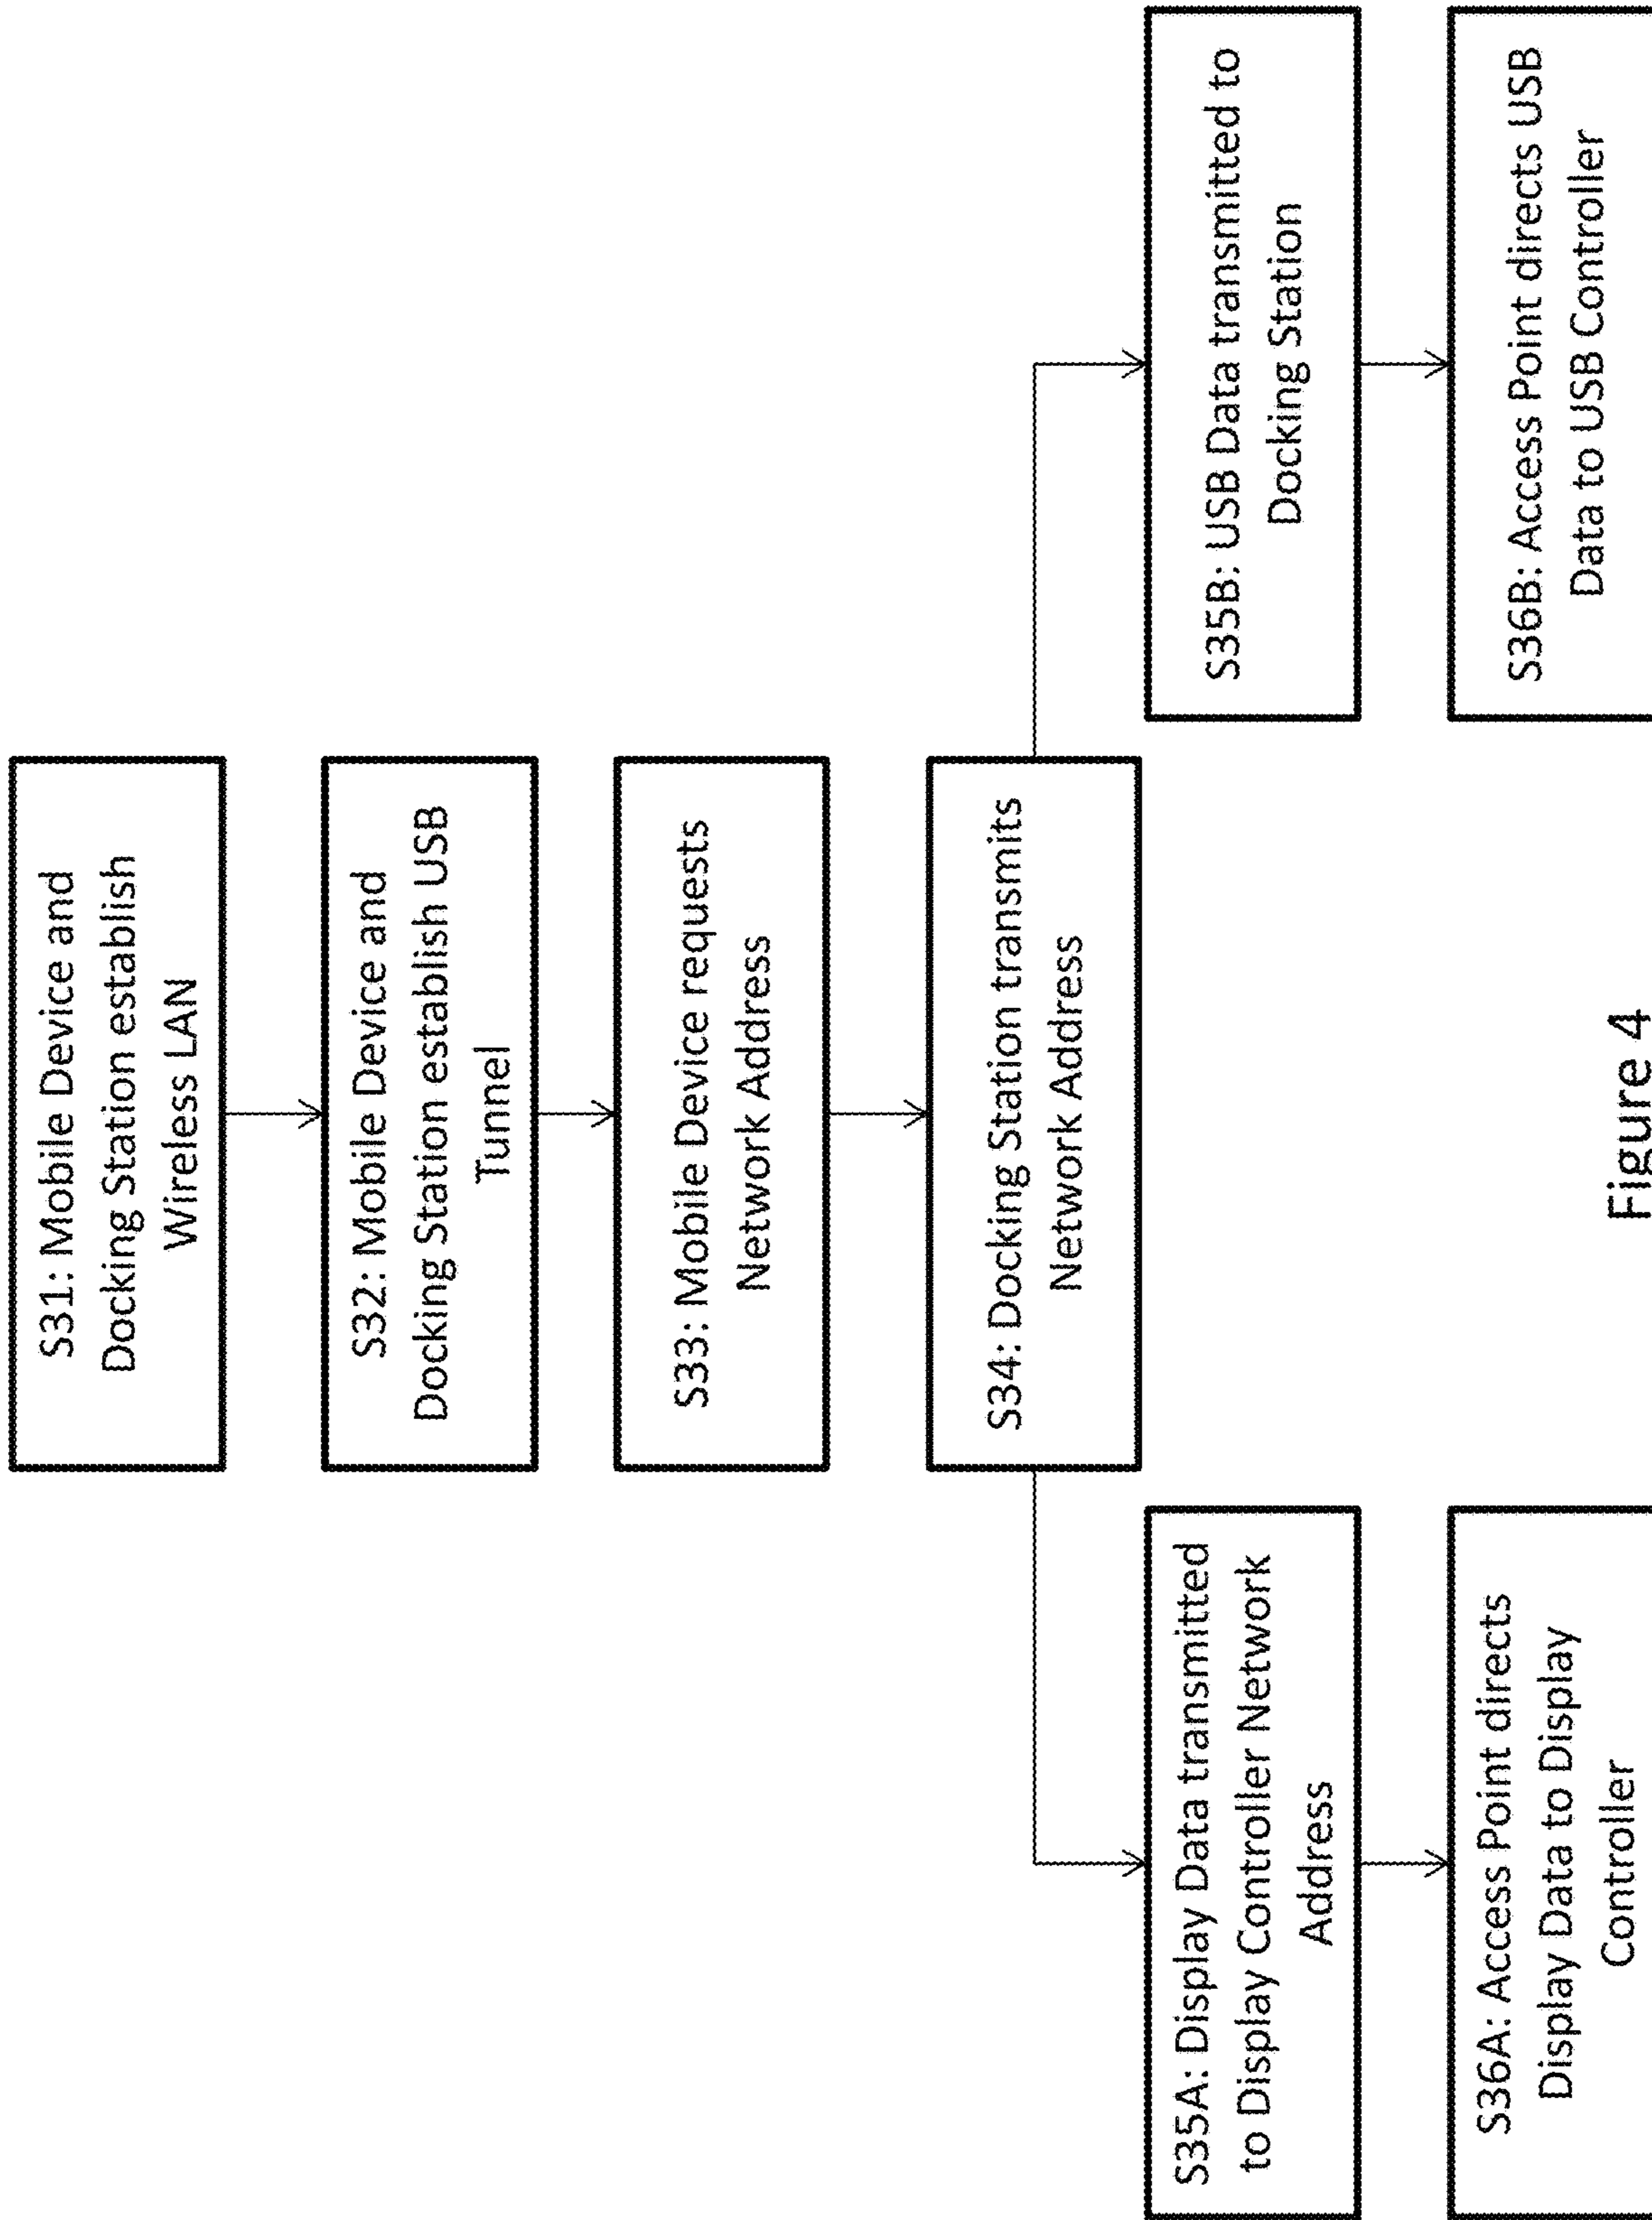 S31: Mobile Device and
Docking Station establish
Wireless LAN
S32: Mobile Device and
Docking Station establish USB
Tunnel
S33: Mobile Device requests
Network Address
S34: Docking Station transmits
Network Address
S35A: Display Data transmitted
to Display Controller Network
Address
S36A: Access Point directs
Display Data to Display
Controller
S35B: USB Data transmitted to
Docking Station
S36B: Access Point directs USB
Data to USB Controller
Figure 4